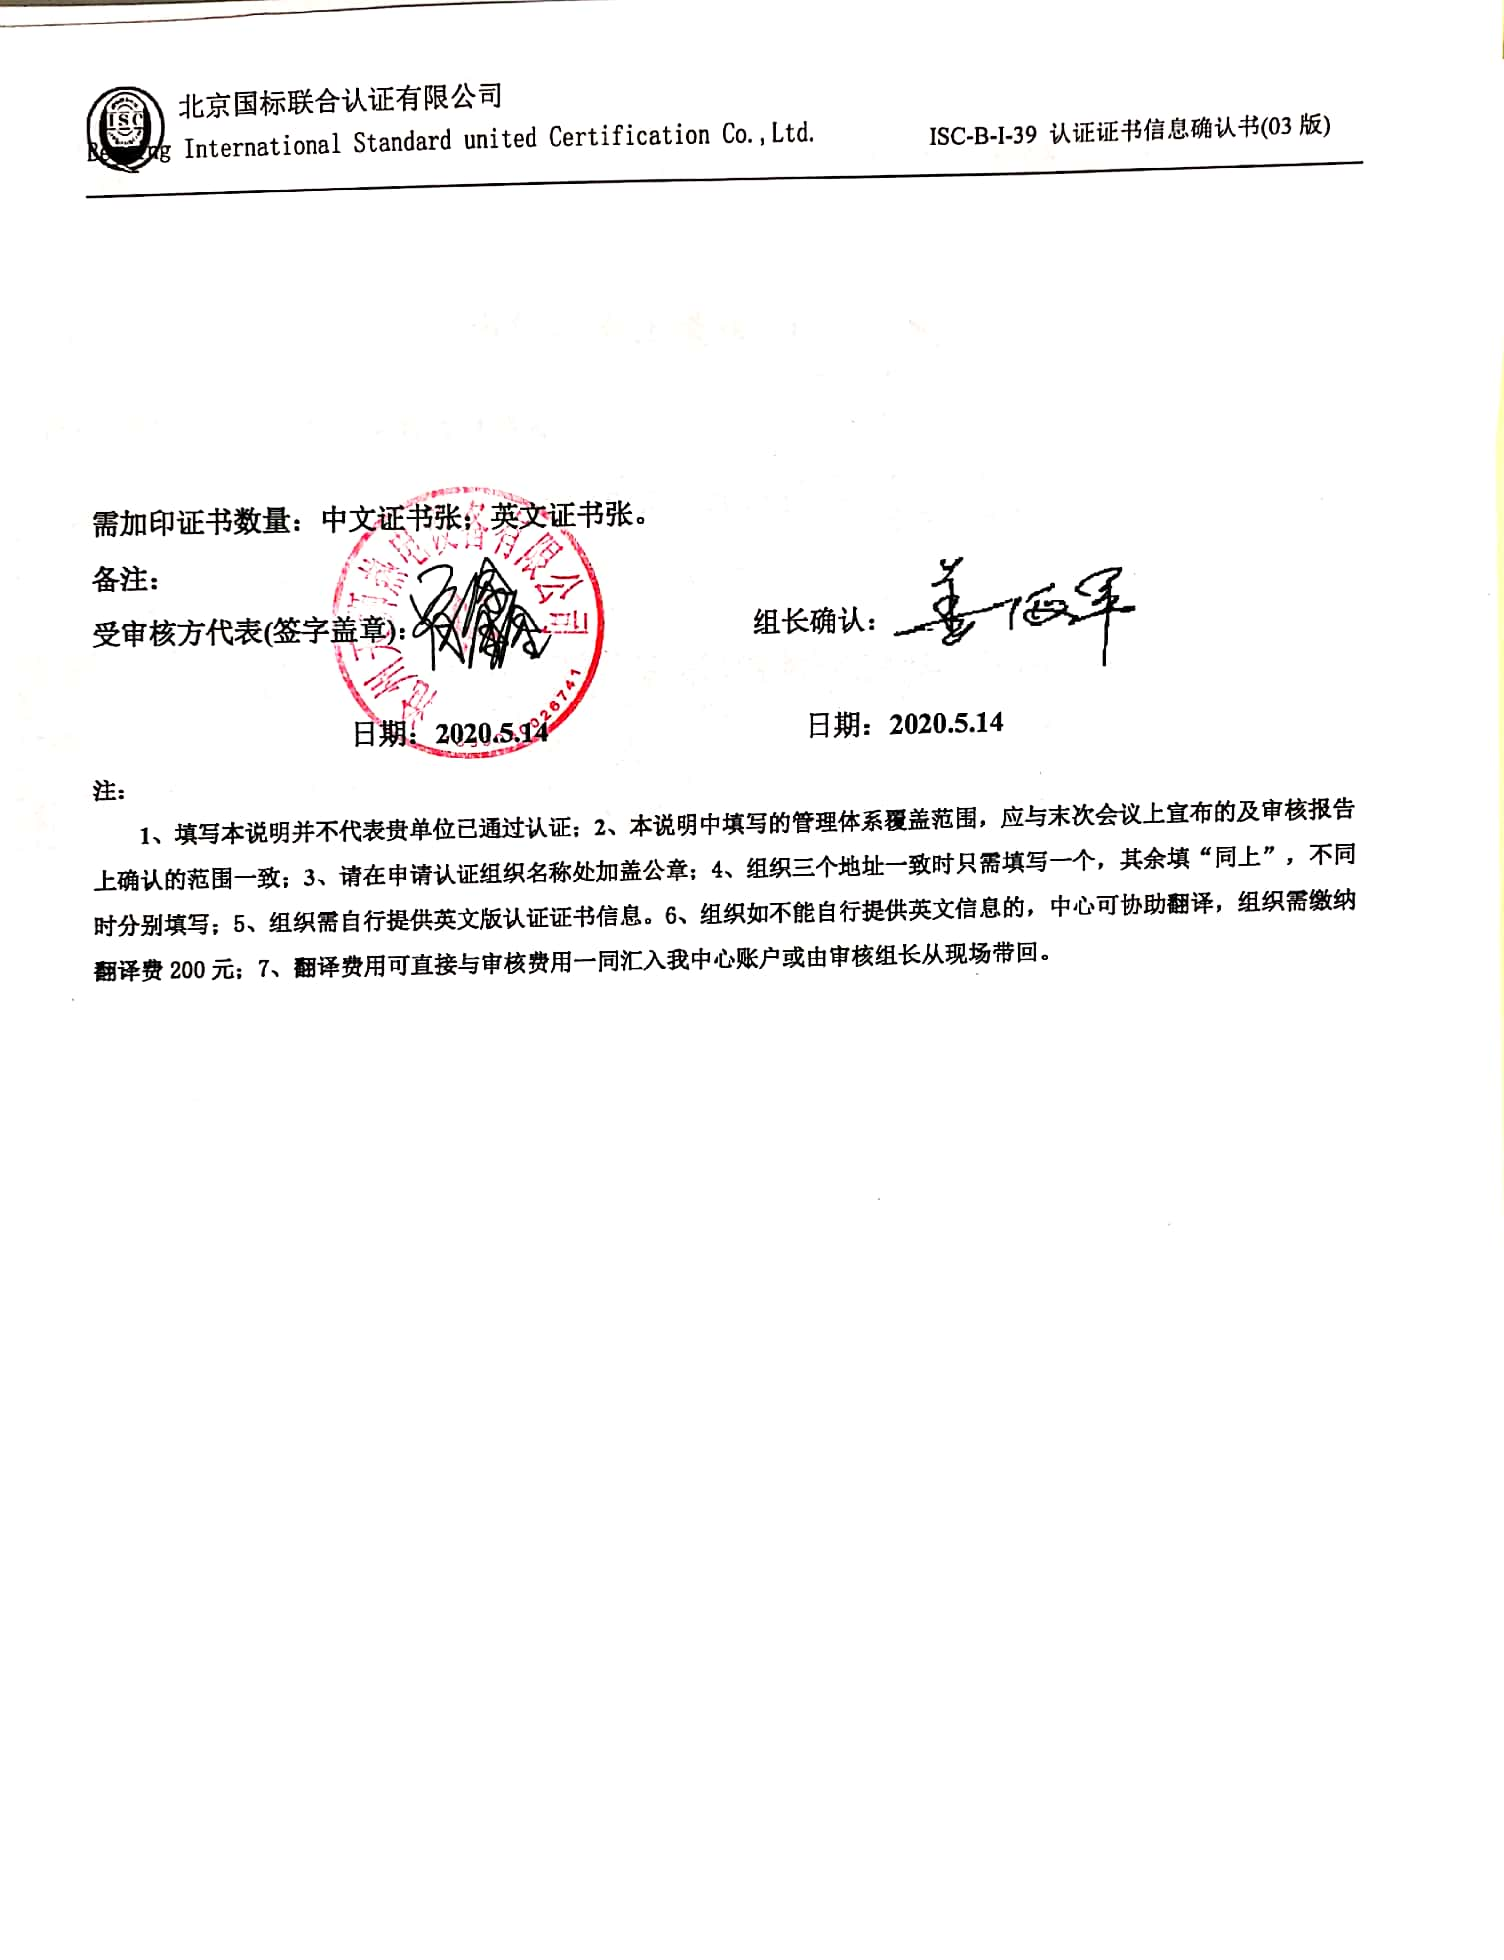 北京国标联合认证有限公司
ISC
Beijing International Standard united Certification Co.,Ltd.
ISC-B-I-39 认证证书信息确认书(03 版)
需加印证书数量：中文证书张；英文证书张。
备注：
受审核方代表(签字盖章)：
组长确认：
日期：2020.5.14
日期：2020.5.14
注：
1、填写本说明并不代表贵单位已通过认证；2、本说明中填写的管理体系覆盖范围，应与末次会议上宣布的及审核报告
上确认的范围一致；3、请在申请认证组织名称处加盖公章；4、组织三个地址一致时只需填写一个，其余填“同上”，不同
时分别填写；5、组织需自行提供英文版认证证书信息。6、组织如不能自行提供英文信息的，中心可协助翻译，组织需缴纳
翻译费 200 元；7、翻译费用可直接与审核费用一同汇入我中心账户或由审核组长从现场带回。